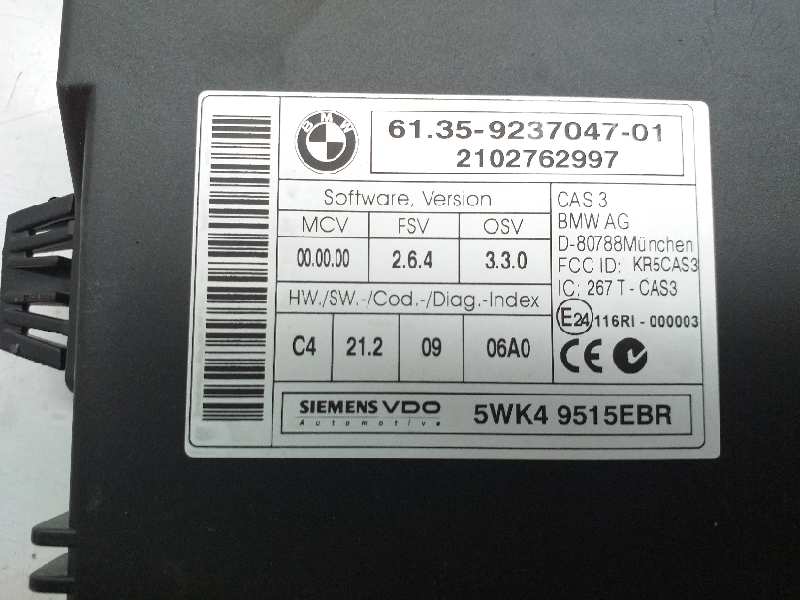 BMW
61.35-9237047-01
2102762997
Software, Version
MCV FSV OSV
00.00.00 2.6.4 3.3.0
HW./SW.-/Cod.-/Diag.-Index
C4 21.2 09 06A0
CAS 3
BMW AG
D-80788München
FCC ID: KR5CAS3
IC: 267 T - CAS3
E24 116RI - 000003
CE
SIEMENS VDO
Automotive
5WK4 9515EBR